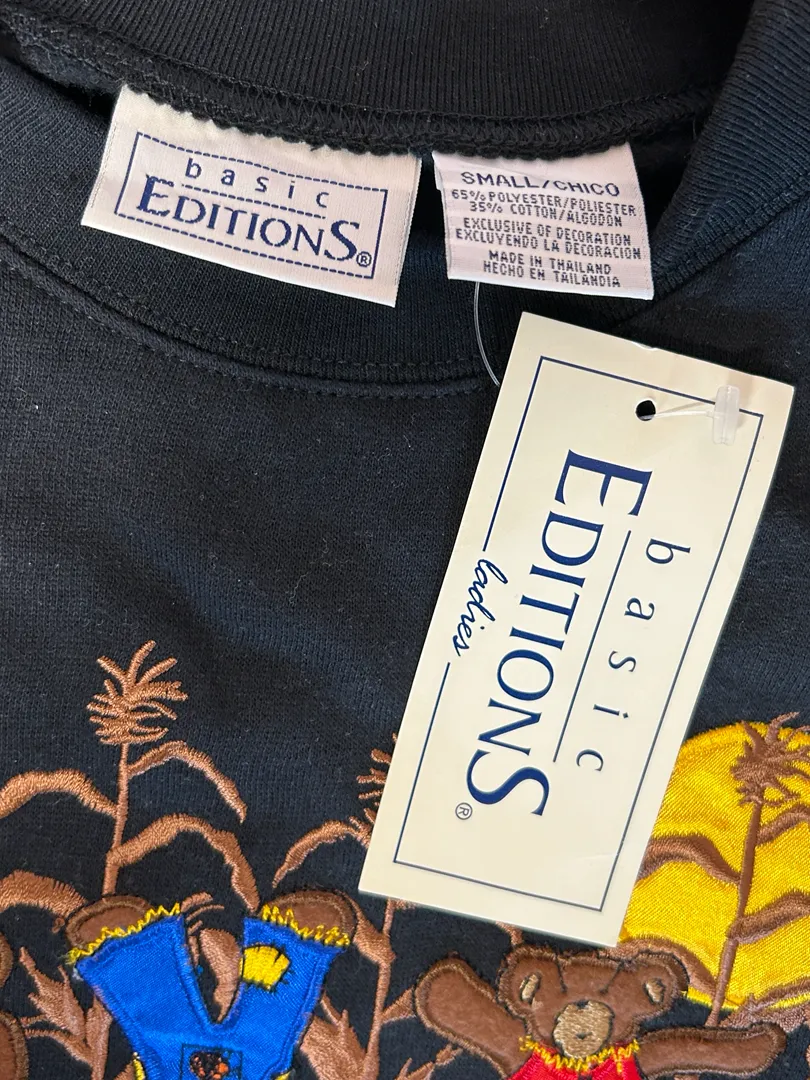 basic
EDITIONS®
SMALL/CHICO
65% POLYESTER/POLIESTER
35% COTTON/ALGODON
EXCLUSIVE OF DECORATION
EXCLUYENDO LA DECORACION
MADE IN THAILAND
HECHO EN TAILANDIA
basic
EDITIONS®
ladies